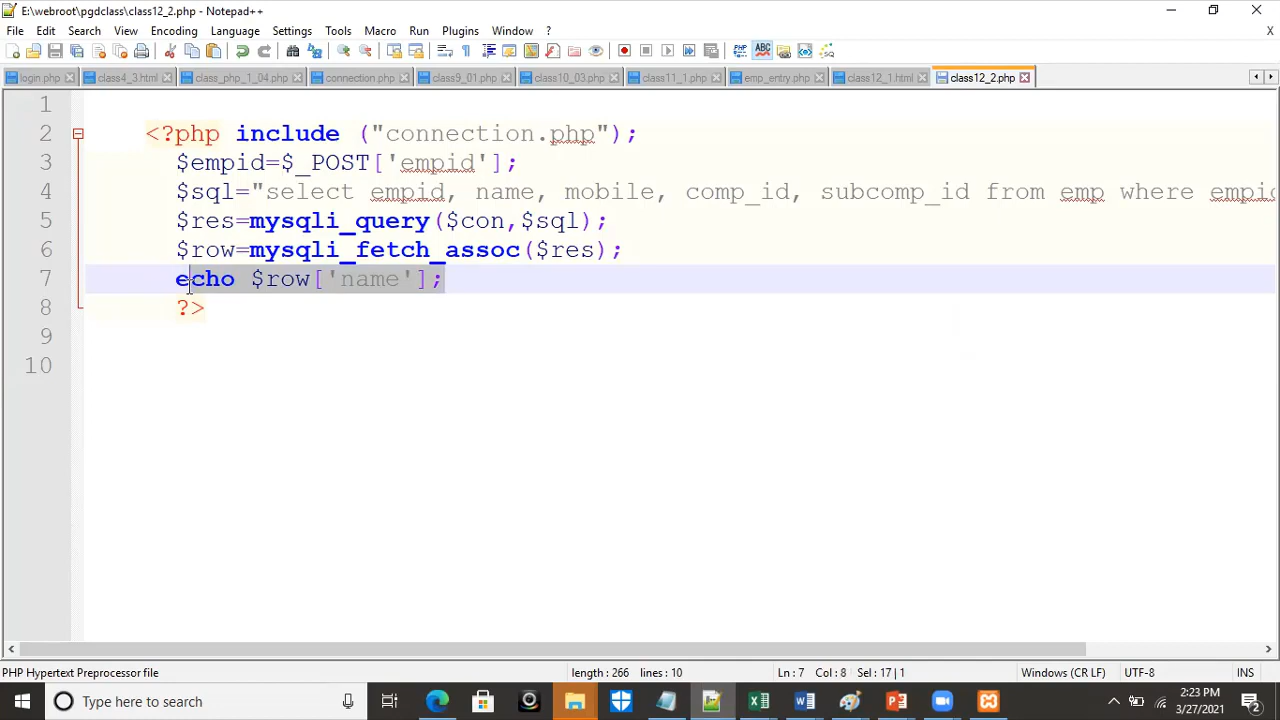 E:\webroot\pgdclass\class12_2.php - Notepad++
File Edit Search View Encoding Language Settings Tools Macro Run Plugins Window ?
X
login.php class4_3.html class_php_1_04.php connection.php class9_01.php class10_03.php class11_1.php emp_entry.php class12_1.html class12_2.php
1
2 <?php include ("connection.php");
3 $empid=$_POST['empid'];
4 $sql="select empid, name, mobile, comp_id, subcomp_id from emp where empid
5 $res=mysqli_query($con,$sql);
6 $row=mysqli_fetch_assoc($res);
7 echo $row['name'];
8 ?>
9
10
PHP Hypertext Preprocessor file length : 266 lines : 10 Ln : 7 Col : 8 Sel : 17 | 1 Windows (CR LF) UTF-8 INS
Type here to search
2:23 PM
3/27/2021
2